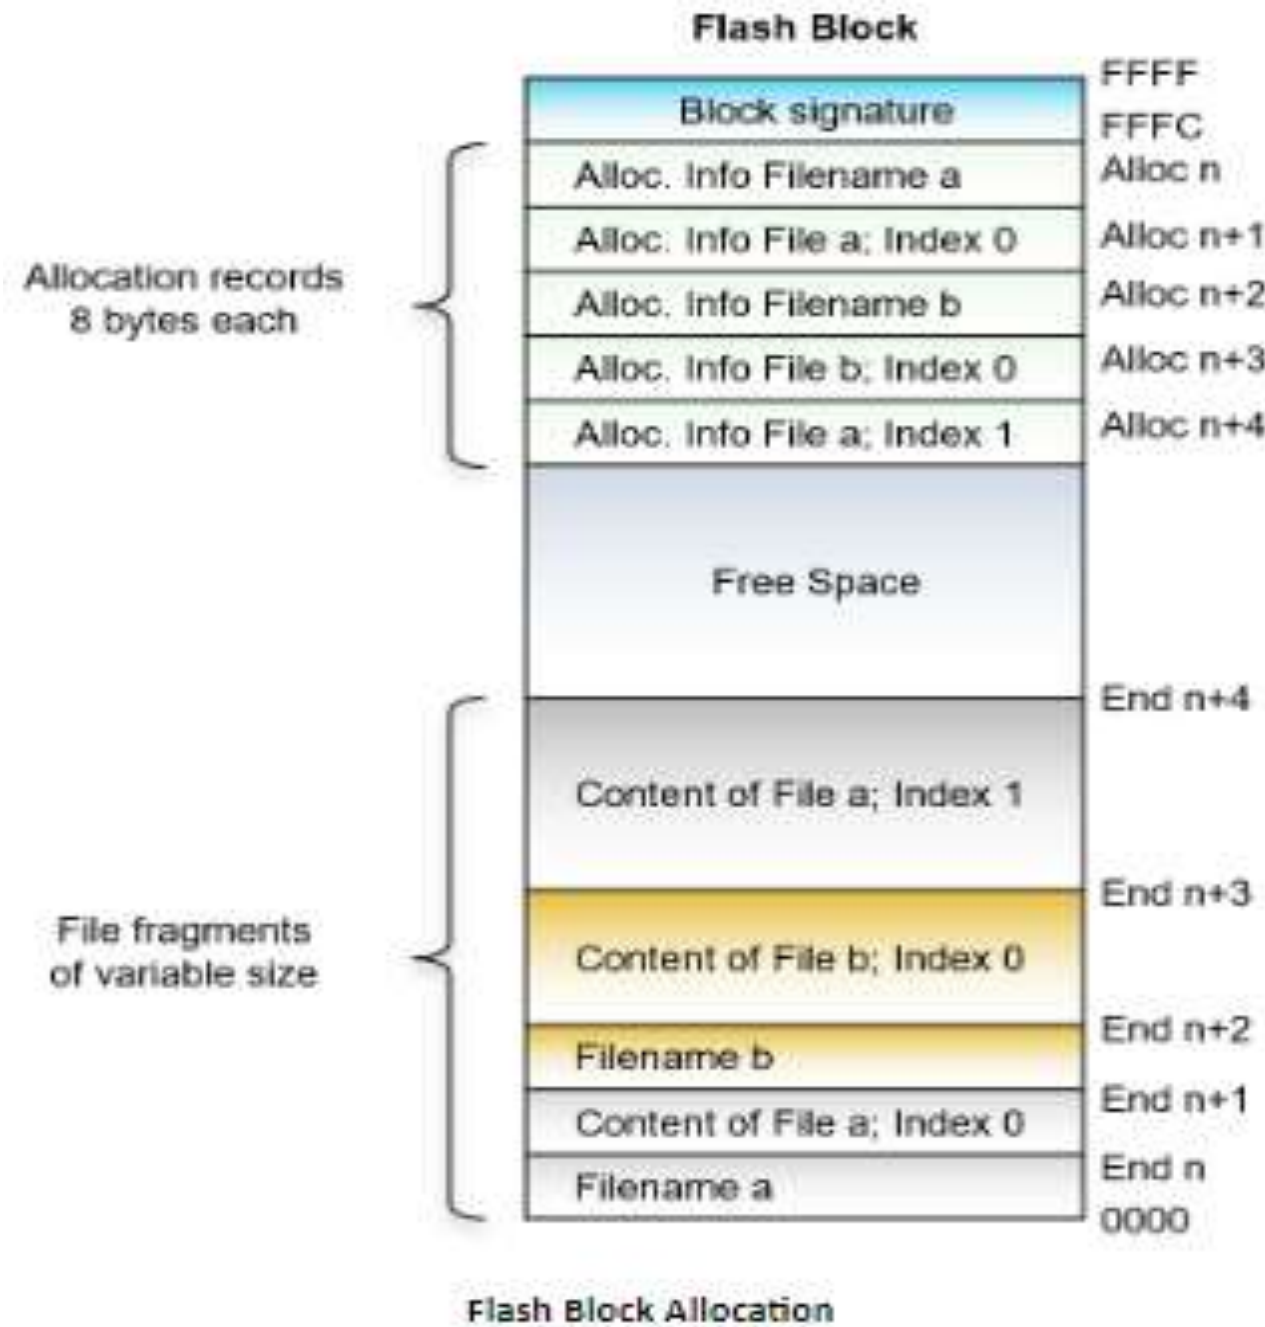 Flash Block
FFFF
Block signature
FFFC
Alloc. Info Filename a
Alloc n
Alloc. Info File a; Index 0
Alloc n+1
Allocation records
8 bytes each
Alloc. Info Filename b
Alloc n+2
Alloc. Info File b; Index 0
Alloc n+3
Alloc. Info File a; Index 1
Alloc n+4
Free Space
End n+4
Content of File a; Index 1
End n+3
File fragments
of variable size
Content of File b; Index 0
End n+2
Filename b
End n+1
Content of File a; Index 0
End n
Filename a
0000
Flash Block Allocation